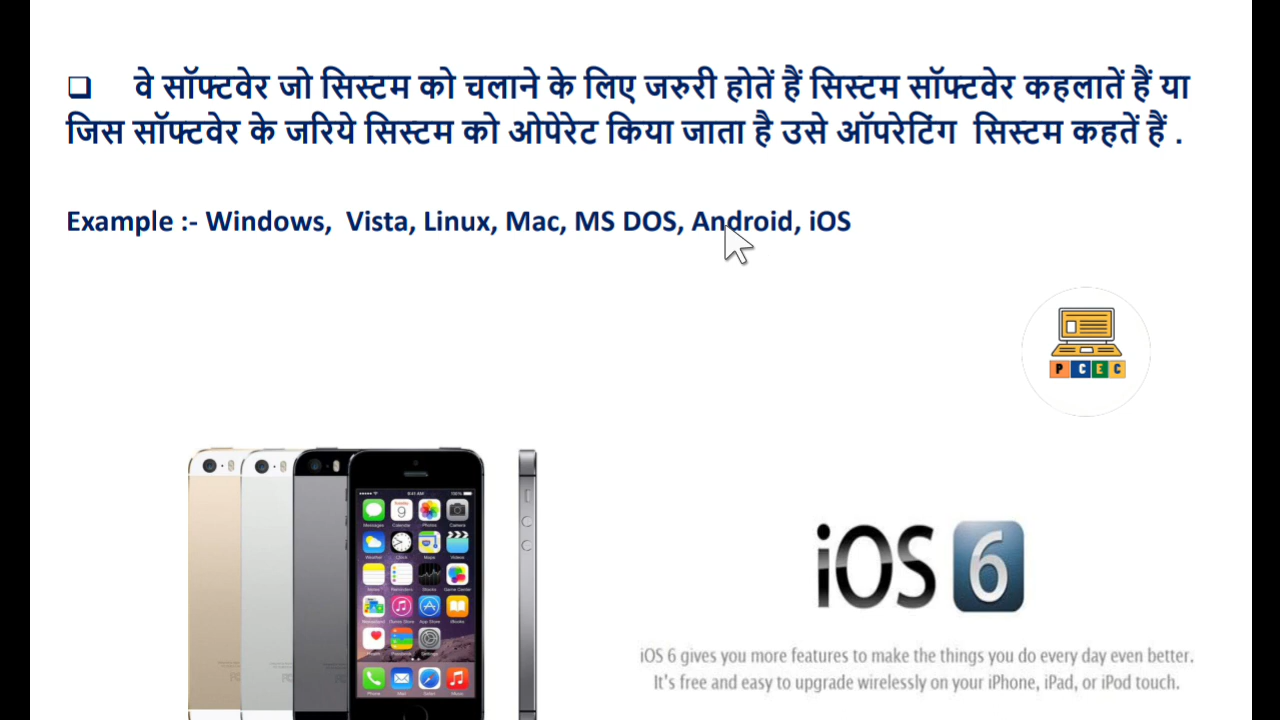 ❑ वे सॉफ्टवेर जो सिस्टम को चलाने के लिए जरुरी होतें हैं सिस्टम सॉफ्टवेर कहलातें हैं या
जिस सॉफ्टवेर के जरिये सिस्टम को ओपेरेट किया जाता है उसे ऑपरेटिंग सिस्टम कहतें हैं .
Example :- Windows, Vista, Linux, Mac, MS DOS, Android, iOS
P C E C
iOS 6
iOS 6 gives you more features to make the things you do every day even better.
It's free and easy to upgrade wirelessly on your iPhone, iPad, or iPod touch.